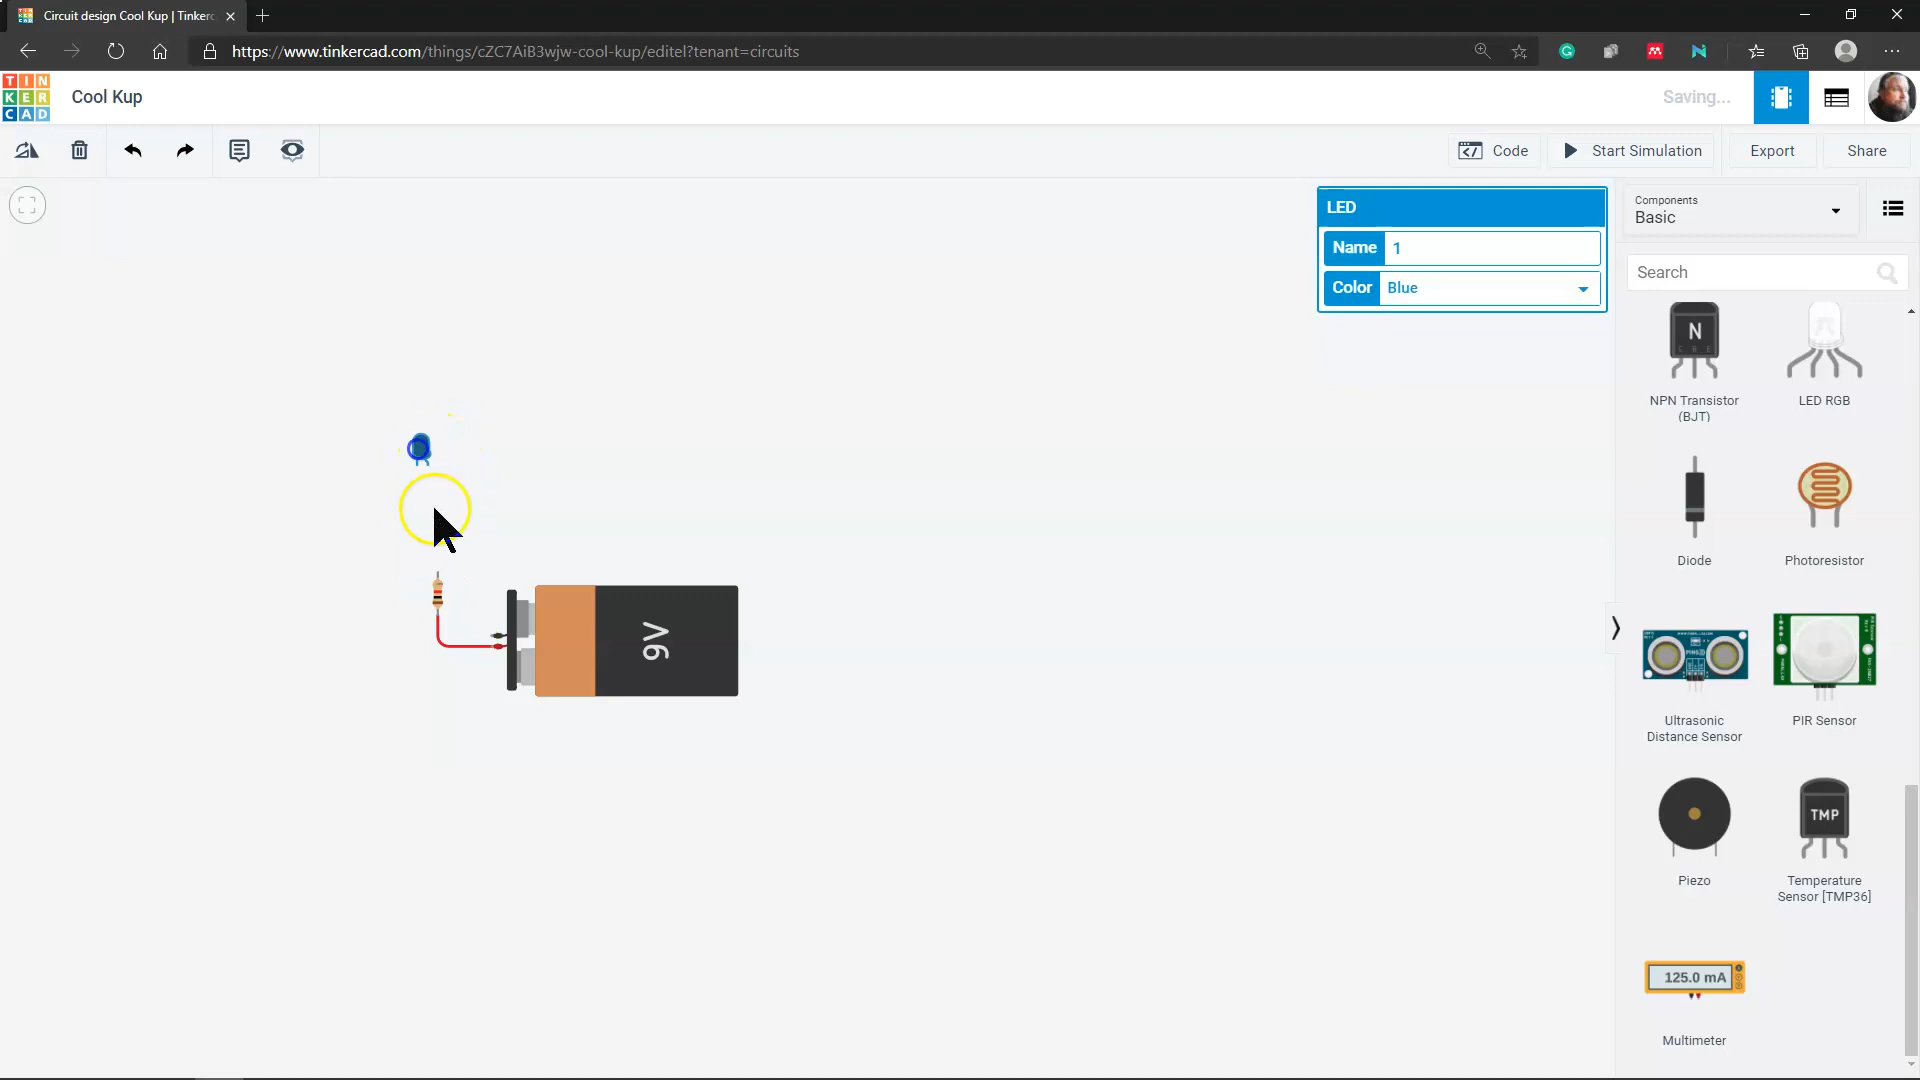 Circuit design Cool Kup | Tinkerc
https://www.tinkercad.com/things/cZC7AiB3wjw-cool-kup/editel?tenant=circuits
TIN
KER
CAD
Cool Kup
Saving...
Code
Start Simulation
Export
Share
LED
Name 1
Color Blue
Components
Basic
Search
N
NPN Transistor
(BJT)
LED RGB
Diode
Photoresistor
Ultrasonic
Distance Sensor
PIR Sensor
Piezo
TMP
Temperature
Sensor [TMP36]
125.0 mA
Multimeter
9V